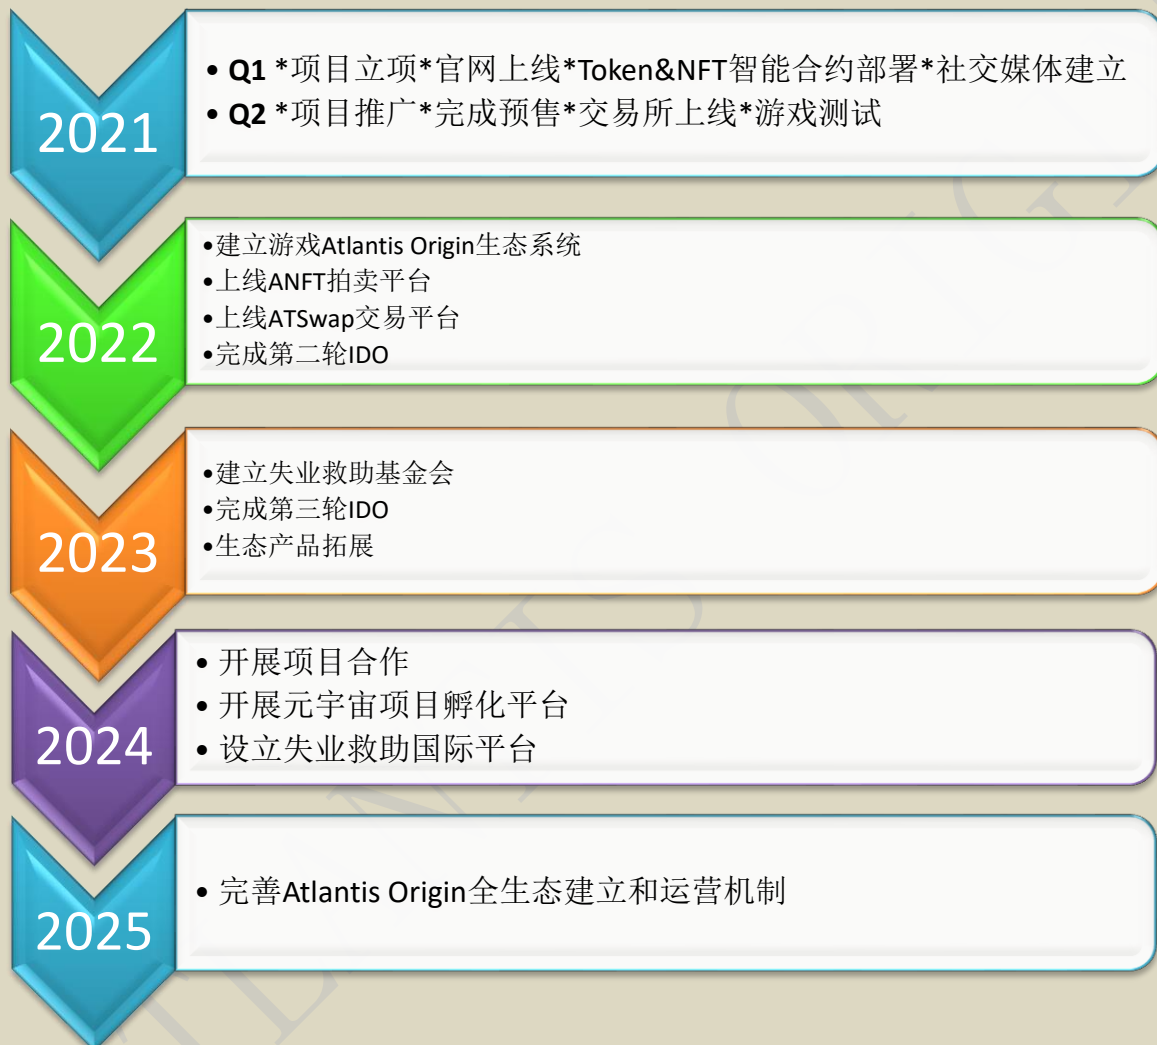 2021
• Q1 *项目立项*官网上线*Token&NFT智能合约部署*社交媒体建立
• Q2 *项目推广*完成预售*交易所上线*游戏测试
2022
•建立游戏Atlantis Origin生态系统
•上线ANFT拍卖平台
•上线ATSwap交易平台
•完成第二轮IDO
2023
•建立失业救助基金会
•完成第三轮IDO
•生态产品拓展
2024
• 开展项目合作
• 开展元宇宙项目孵化平台
• 设立失业救助国际平台
2025
• 完善Atlantis Origin全生态建立和运营机制